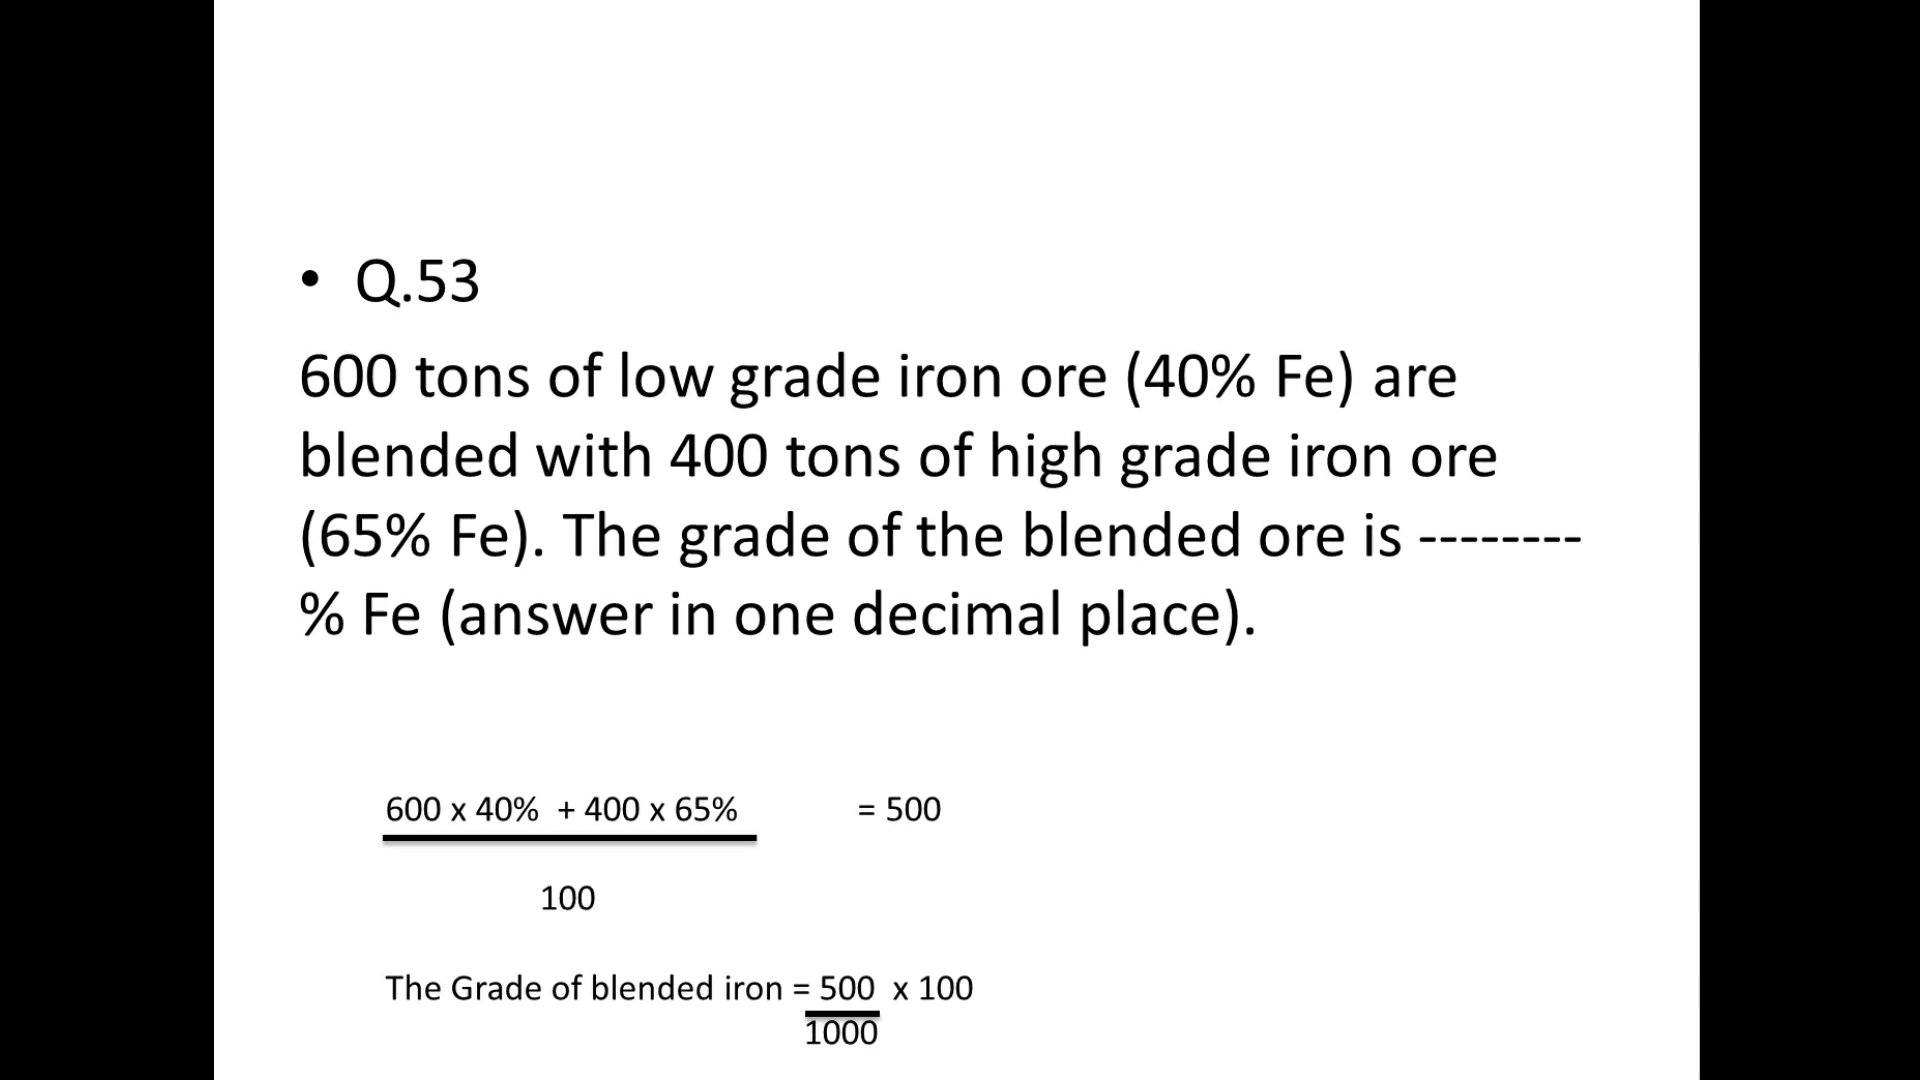 • Q.53
600 tons of low grade iron ore (40% Fe) are
blended with 400 tons of high grade iron ore
(65% Fe). The grade of the blended ore is --------
% Fe (answer in one decimal place).
600 x 40% + 400 x 65% = 500
100
The Grade of blended iron = 500 x 100
1000